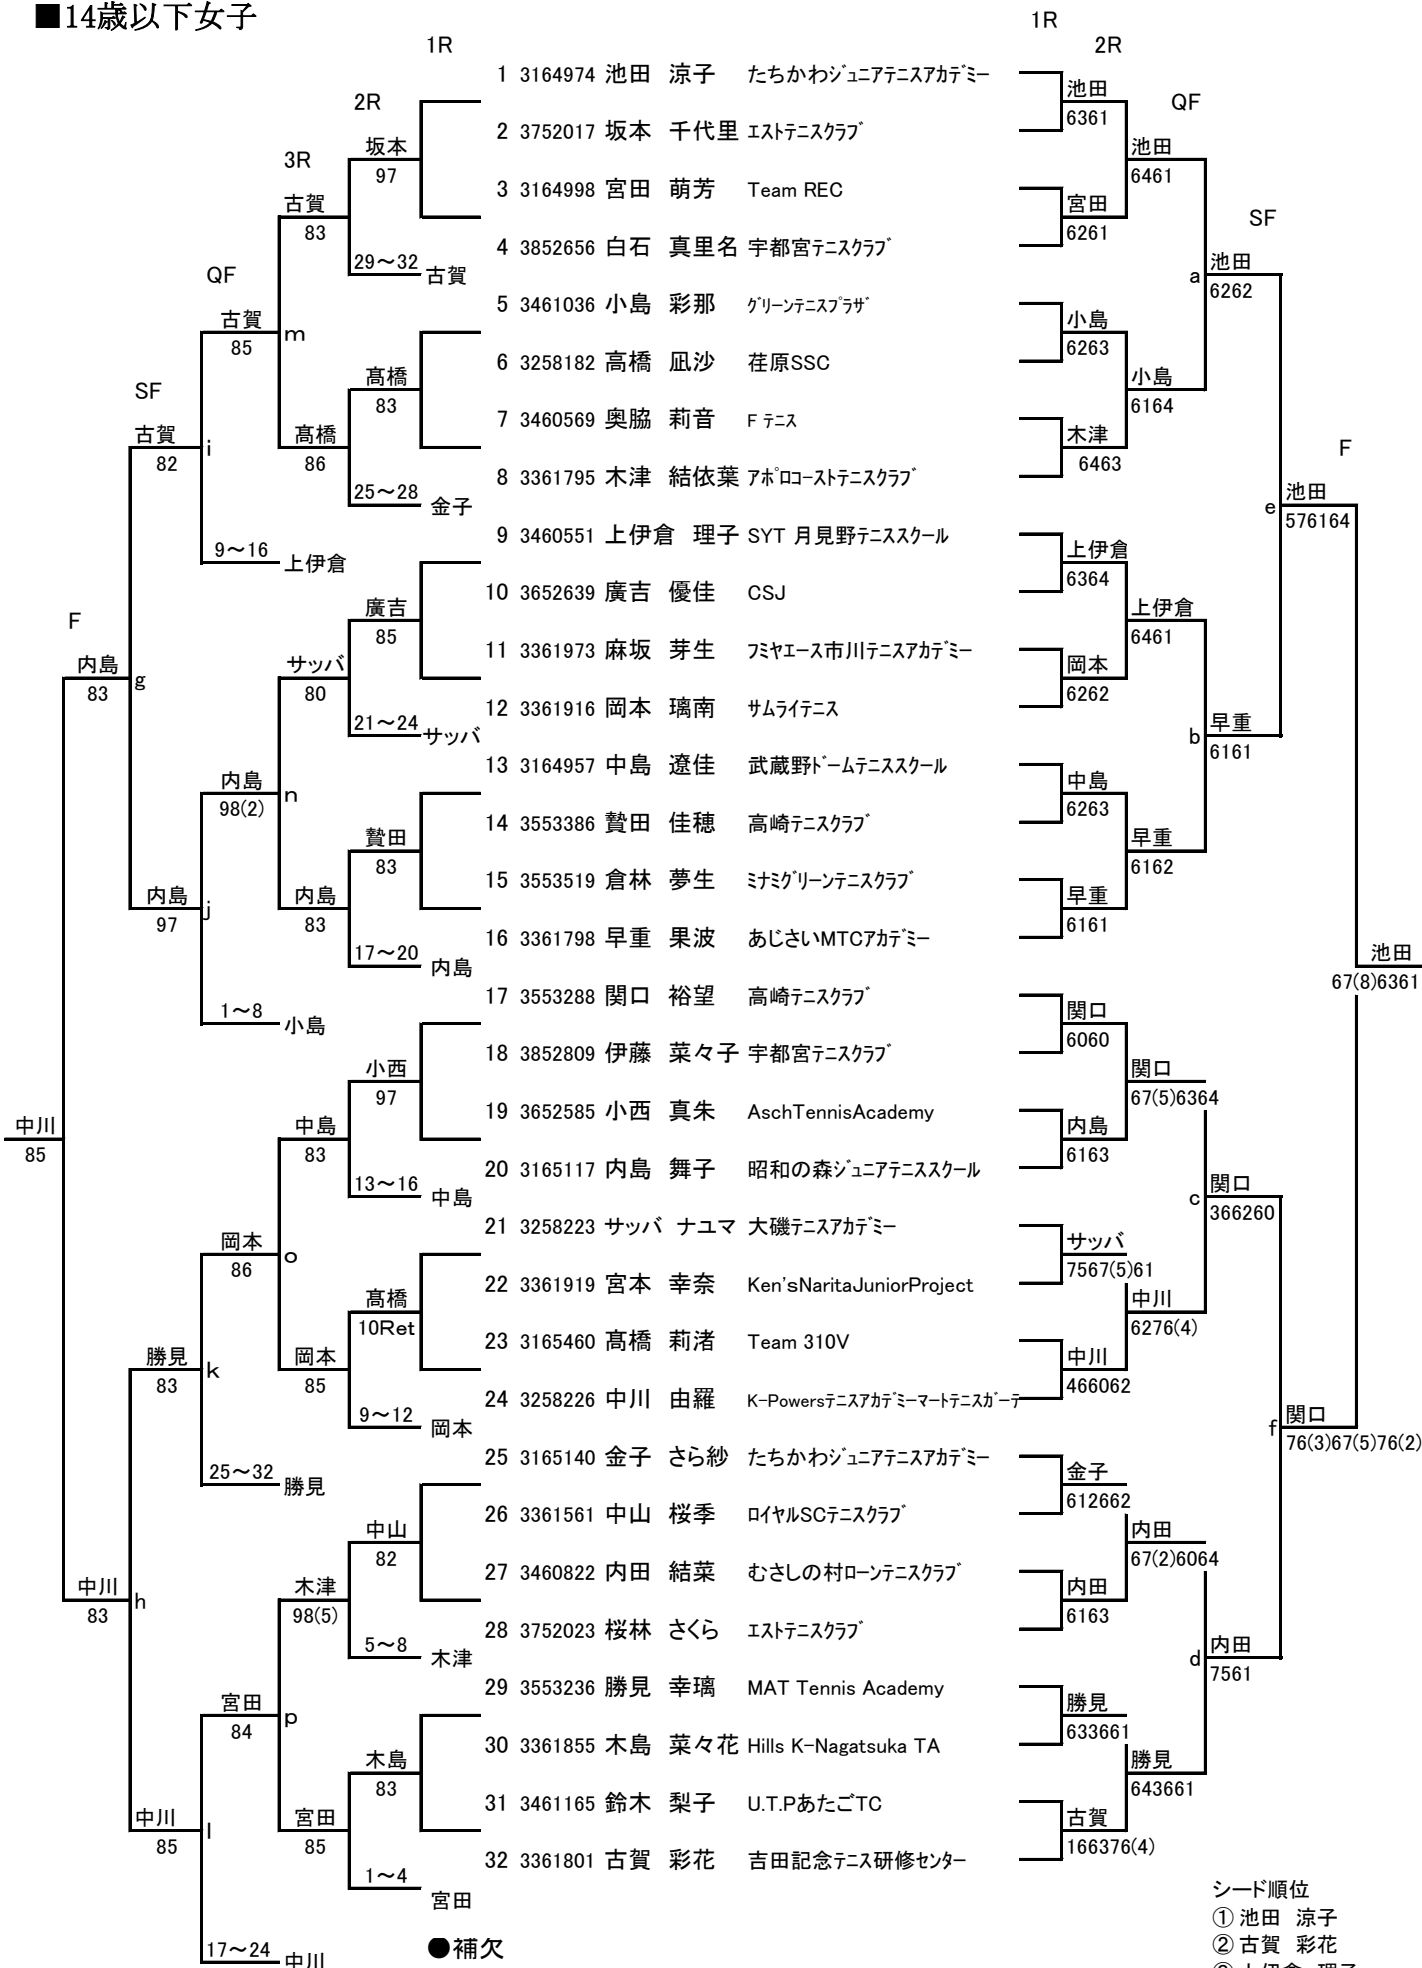 ■14歳以下女子
1R
2R
3R
QF
SF
F
1R
2R
QF
SF
F
1 3164974 池田 涼子 たちかわジュニアテニスアカデミー
2 3752017 坂本 千代里 エストテニスクラブ
3 3164998 宮田 萌芳 Team REC
4 3852656 白石 真里名 宇都宮テニスクラブ
5 3461036 小島 彩那 グリーンテニスプラザ
6 3258182 高橋 凪沙 荏原SSC
7 3460569 奥脇 莉音 F テニス
8 3361795 木津 結依葉 アポロコーストテニスクラブ
9 3460551 上伊倉 理子 SYT 月見野テニススクール
10 3652639 廣吉 優佳 CSJ
11 3361973 麻坂 芽生 フミヤエース市川テニスアカデミー
12 3361916 岡本 璃南 サムライテニス
13 3164957 中島 遼佳 武蔵野ドームテニススクール
14 3553386 贄田 佳穂 高崎テニスクラブ
15 3553519 倉林 夢生 ミナミグリーンテニスクラブ
16 3361798 早重 果波 あじさいMTCアカデミー
17 3553288 関口 裕望 高崎テニスクラブ
18 3852809 伊藤 菜々子 宇都宮テニスクラブ
19 3652585 小西 真朱 AschTennisAcademy
20 3165117 内島 舞子 昭和の森ジュニアテニススクール
21 3258223 サッバ ナユマ 大磯テニスアカデミー
22 3361919 宮本 幸奈 Ken'sNaritaJuniorProject
23 3165460 髙橋 莉渚 Team 310V
24 3258226 中川 由羅 K-Powersテニスアカデミーマートテニスガーデ
25 3165140 金子 さら紗 たちかわジュニアテニスアカデミー
26 3361561 中山 桜季 ロイヤルSCテニスクラブ
27 3460822 内田 結菜 むさしの村ローンテニスクラブ
28 3752023 桜林 さくら エストテニスクラブ
29 3553236 勝見 幸璃 MAT Tennis Academy
30 3361855 木島 菜々花 Hills K-Nagatsuka TA
31 3461165 鈴木 梨子 U.T.PあたごTC
32 3361801 古賀 彩花 吉田記念テニス研修センター
坂本
97
29～32
古賀
髙橋
83
25～28
金子
廣吉
85
21～24
サッバ
贄田
83
17～20
内島
小西
97
13～16
中島
髙橋
10Ret
9～12
岡本
中山
82
5～8
木津
木島
83
1～4
宮田
古賀
83
髙橋
86
サッバ
80
内島
83
中島
83
岡本
85
木津
98(5)
宮田
85
古賀
85
m
9～16
上伊倉
内島
98(2)
n
1～8
小島
岡本
86
o
25～32
勝見
宮田
84
p
17～24
中川
古賀
82
i
内島
97
j
勝見
83
k
中川
85
l
内島
83
g
中川
83
h
中川
85
池田
6361
宮田
6261
小島
6263
木津
6463
上伊倉
6364
岡本
6262
中島
6263
早重
6161
関口
6060
内島
6163
サッバ
7567(5)61
中川
466062
金子
612662
内田
6163
勝見
633661
古賀
166376(4)
池田
6461
小島
6164
上伊倉
6461
早重
6162
関口
67(5)6364
中川
6276(4)
内田
67(2)6064
勝見
643661
a
池田
6262
b
早重
6161
c
関口
366260
d
内田
7561
e
池田
576164
f
関口
76(3)67(5)76(2)
池田
67(8)6361
●補欠
シード順位
① 池田 涼子
② 古賀 彩花
③ 上伊倉 理子